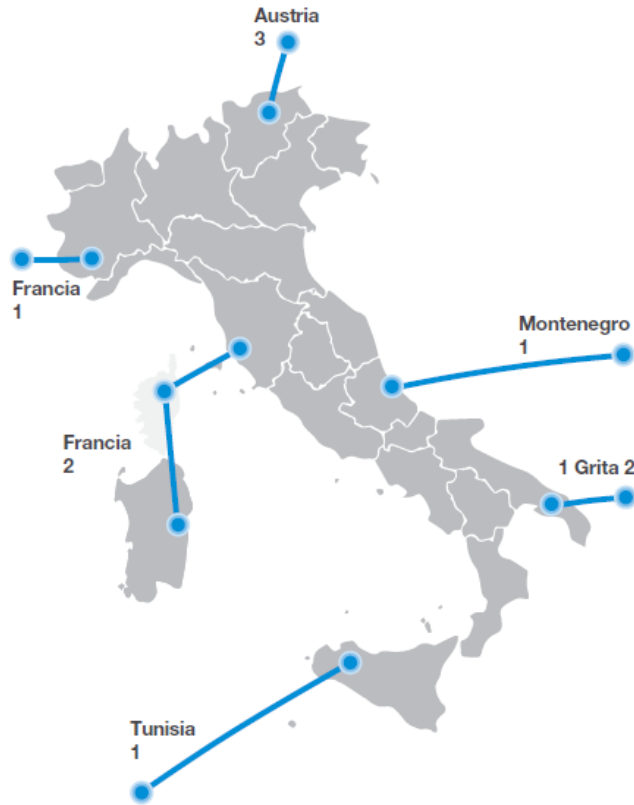 Austria
3
Francia
1
Montenegro
1
Francia
2
1 Grita 2
Tunisia
1